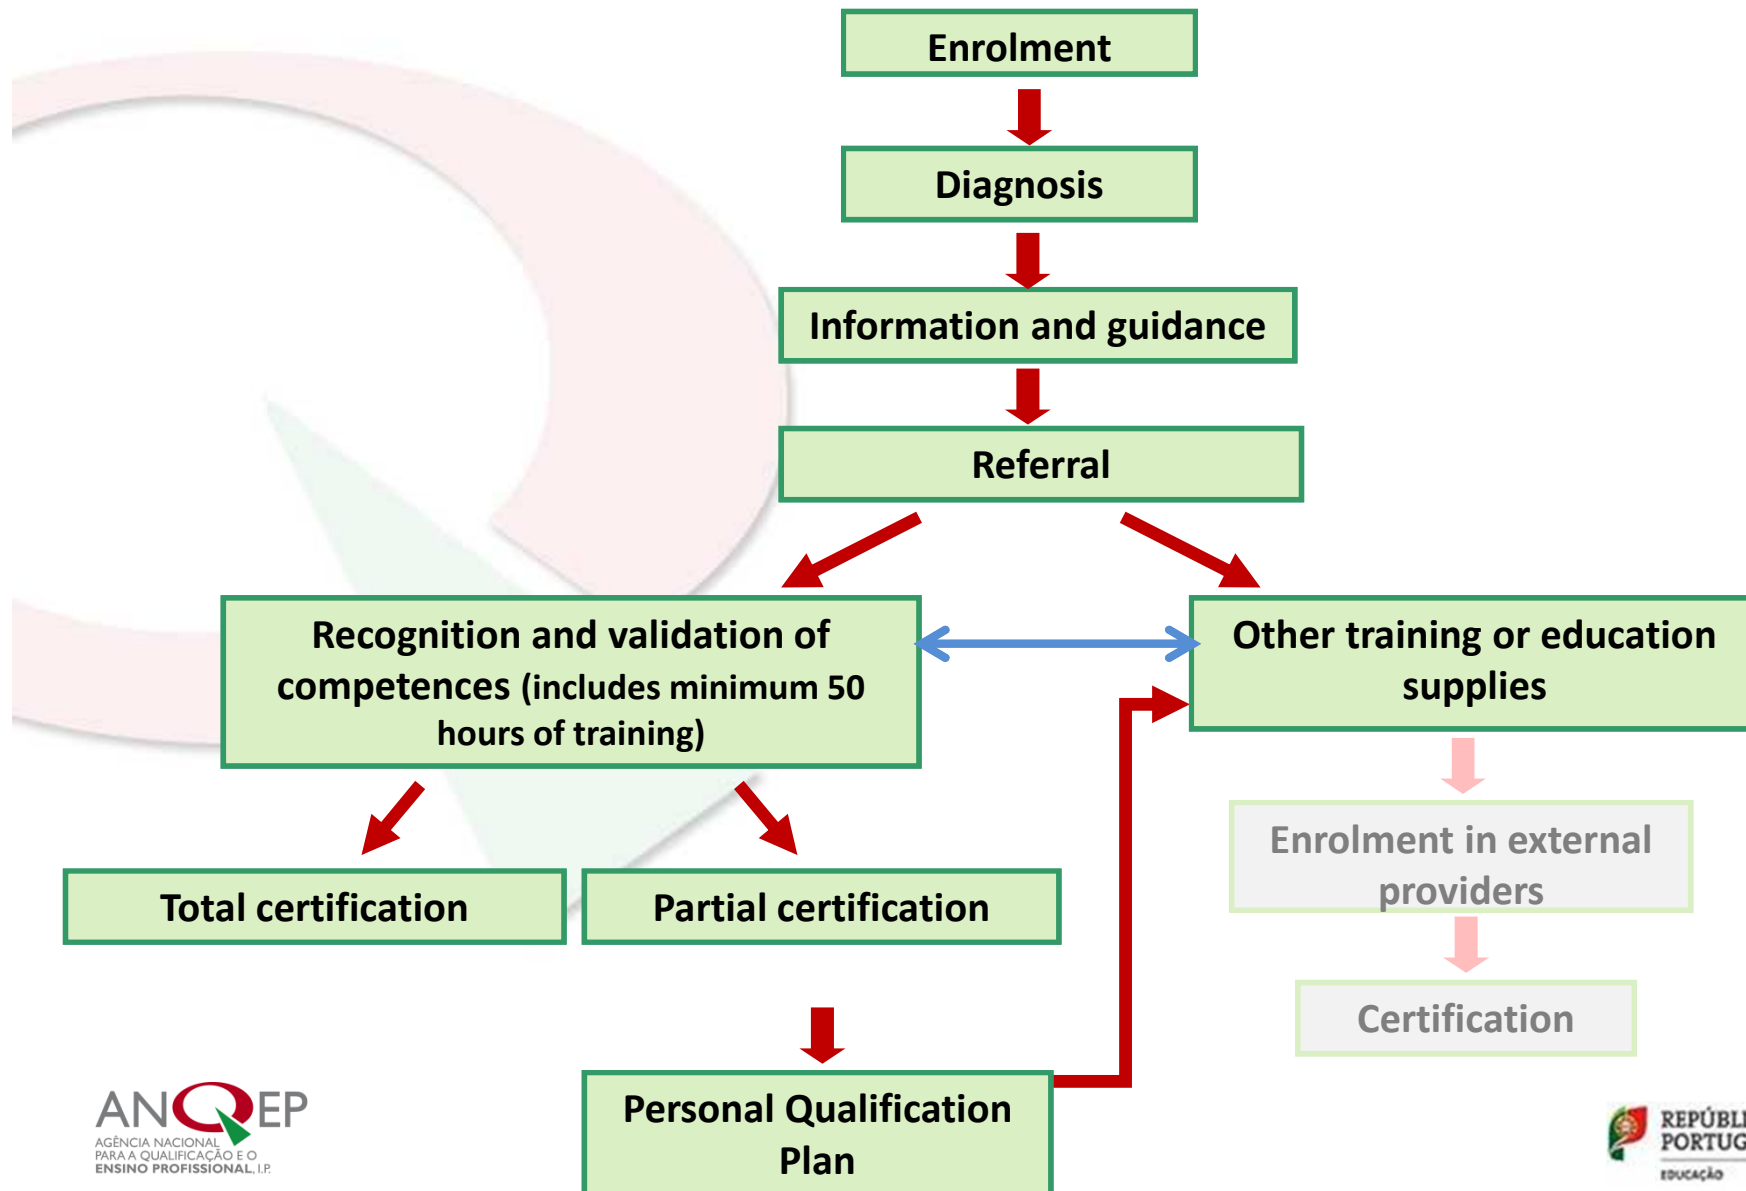 Enrolment
Diagnosis
Information and guidance
Referral
Recognition and validation of
competences (includes minimum 50
hours of training)
Other training or education
supplies
Enrolment in external
providers
Total certification
Partial certification
Certification
Personal Qualification
Plan
ANQEP
AGÊNCIA NACIONAL
PARA A QUALIFICAÇÃO E O
ENSINO PROFISSIONAL, I.P.
REPÚBLI
PORTUG
EDUCAÇÃO